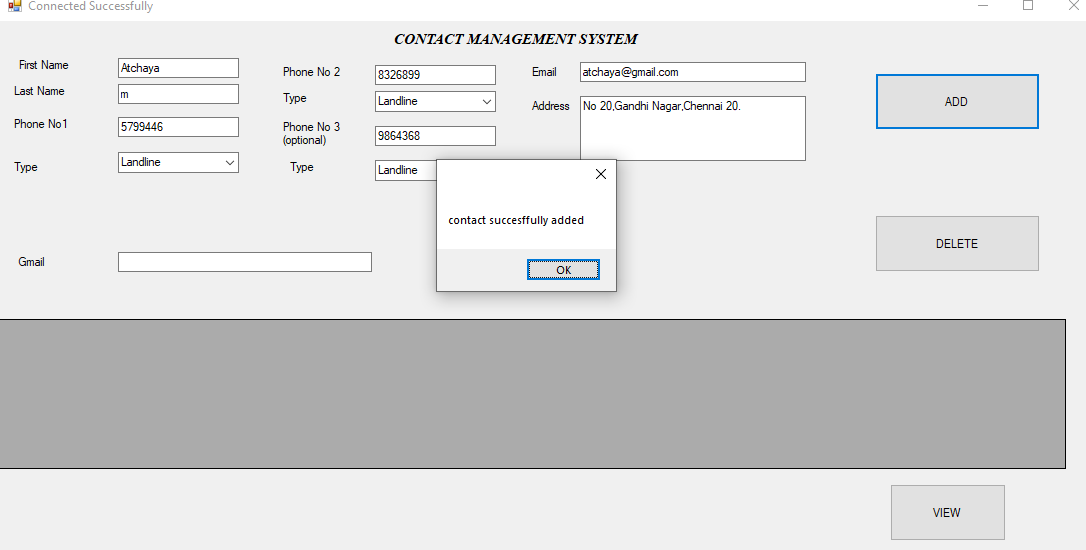 Connected Successfully
CONTACT MANAGEMENT SYSTEM
First Name
Atchaya
Last Name
m
Phone No1
5799446
Type
Landline
Phone No 2
8326899
Type
Landline
Phone No 3
(optional)
9864368
Type
Landline
Email
atchaya@gmail.com
Address
No 20,Gandhi Nagar,Chennai 20.
ADD
contact succesffully added
OK
DELETE
Gmail
VIEW